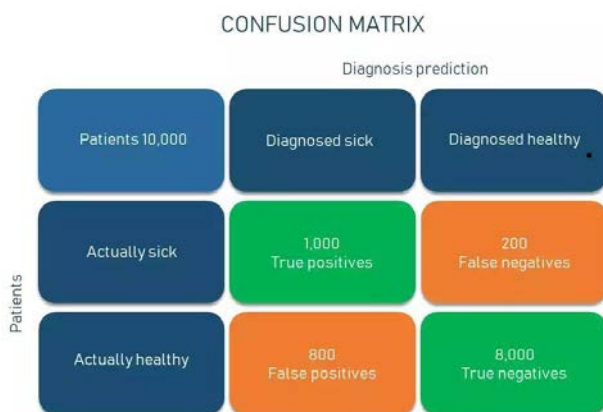 CONFUSION MATRIX
Diagnosis prediction
Patients 10,000
Diagnosed sick
Diagnosed healthy
Patients
Actually sick
1,000
True positives
200
False negatives
Actually healthy
800
False positives
8,000
True negatives